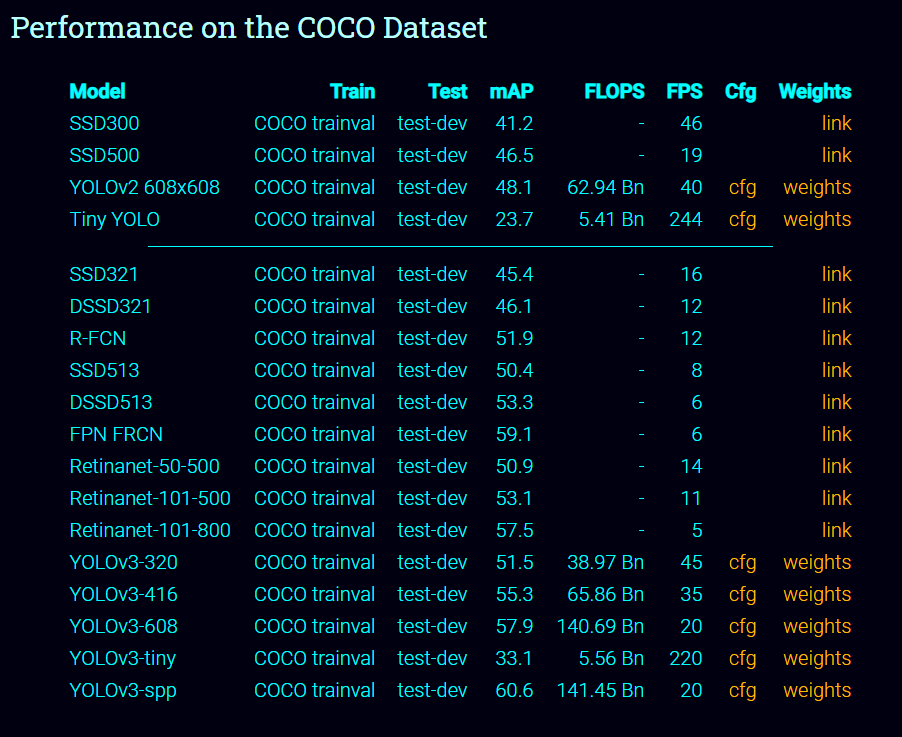 Performance on the COCO Dataset
Model Train Test mAP FLOPS FPS Cfg Weights
SSD300 COCO trainval test-dev 41.2 - 46 link
SSD500 COCO trainval test-dev 46.5 - 19 link
YOLOv2 608x608 COCO trainval test-dev 48.1 62.94 Bn 40 cfg weights
Tiny YOLO COCO trainval test-dev 23.7 5.41 Bn 244 cfg weights
SSD321 COCO trainval test-dev 45.4 - 16 link
DSSD321 COCO trainval test-dev 46.1 - 12 link
R-FCN COCO trainval test-dev 51.9 - 12 link
SSD513 COCO trainval test-dev 50.4 - 8 link
DSSD513 COCO trainval test-dev 53.3 - 6 link
FPN FRCN COCO trainval test-dev 59.1 - 6 link
Retinanet-50-500 COCO trainval test-dev 50.9 - 14 link
Retinanet-101-500 COCO trainval test-dev 53.1 - 11 link
Retinanet-101-800 COCO trainval test-dev 57.5 - 5 link
YOLOv3-320 COCO trainval test-dev 51.5 38.97 Bn 45 cfg weights
YOLOv3-416 COCO trainval test-dev 55.3 65.86 Bn 35 cfg weights
YOLOv3-608 COCO trainval test-dev 57.9 140.69 Bn 20 cfg weights
YOLOv3-tiny COCO trainval test-dev 33.1 5.56 Bn 220 cfg weights
YOLOv3-spp COCO trainval test-dev 60.6 141.45 Bn 20 cfg weights